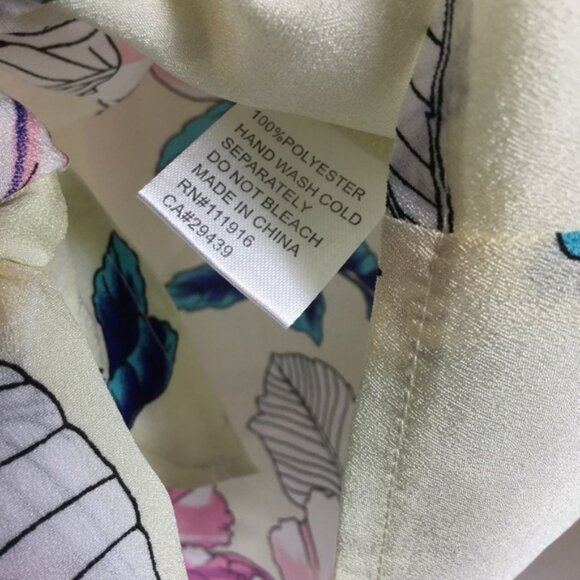 100%POLYESTER
HAND WASH COLD
SEPARATELY
DO NOT BLEACH
MADE IN CHINA
RN#111916
CA#29439